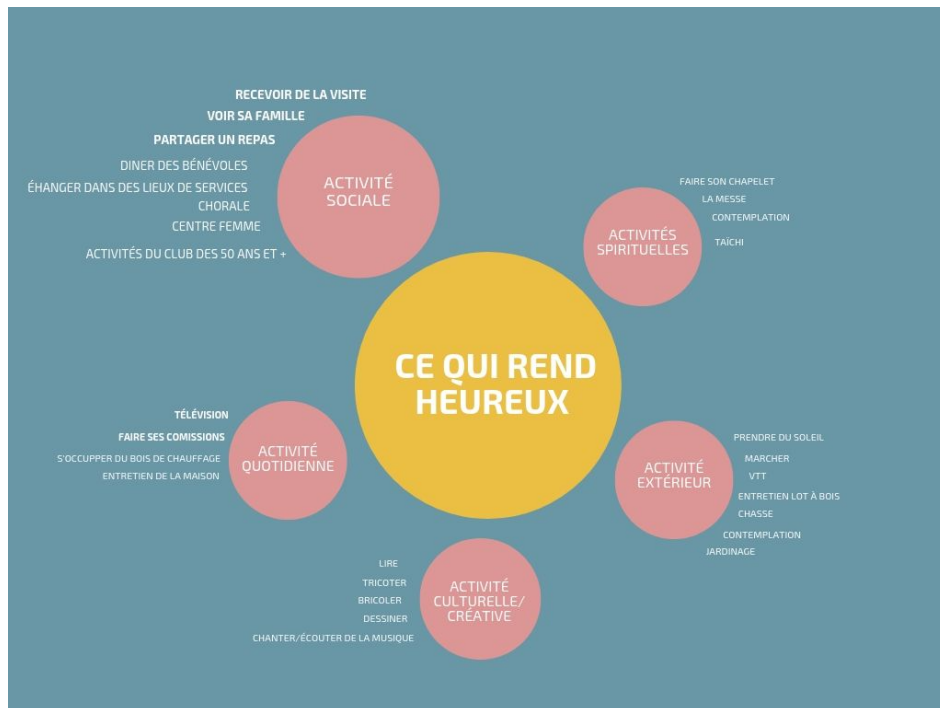 RECEVOIR DE LA VISITE
VOIR SA FAMILLE
PARTAGER UN REPAS
DINER DES BÉNÉVOLES
ÉHANGER DANS DES LIEUX DE SERVICES
CHORALE
CENTRE FEMME
ACTIVITÉS DU CLUB DES 50 ANS ET +
ACTIVITÉ
SOCIALE
FAIRE SON CHAPELET
LA MESSE
CONTEMPLATION
TAÏCHI
ACTIVITÉS
SPIRITUELLES
CE QUI REND
HEUREUX
TÉLÉVISION
FAIRE SES COMISSIONS
S'OCCUPPER DU BOIS DE CHAUFFAGE
ENTRETIEN DE LA MAISON
ACTIVITÉ
QUOTIDIENNE
PRENDRE DU SOLEIL
MARCHER
VTT
ENTRETIEN LOT À BOIS
CHASSE
CONTEMPLATION
JARDINAGE
ACTIVITÉ
EXTÉRIEUR
LIRE
TRICOTER
BRICOLER
DESSINER
CHANTER/ÉCOUTER DE LA MUSIQUE
ACTIVITÉ
CULTURELLE/
CRÉATIVE